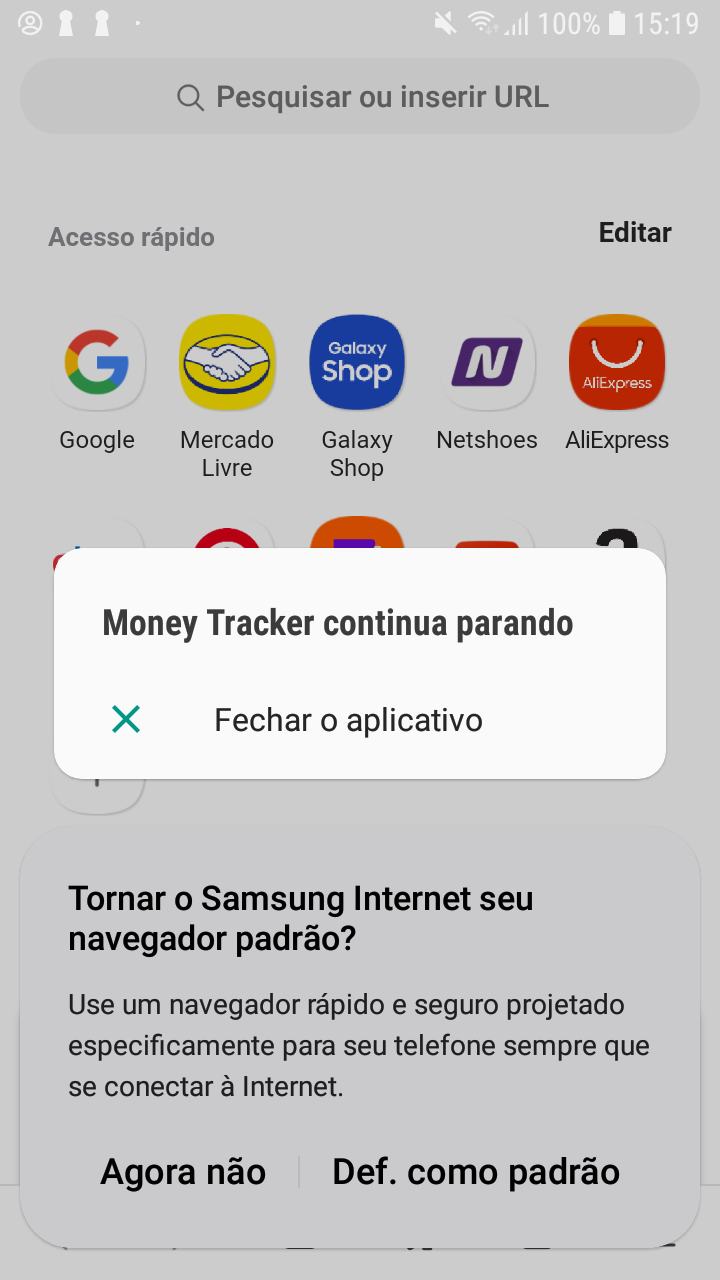 100% 15:19
Pesquisar ou inserir URL
Acesso rápido
Editar
Galaxy
Shop
N
AliExpress
Google
Mercado
Livre
Galaxy
Shop
Netshoes
AliExpress
Money Tracker continua parando
Fechar o aplicativo
Tornar o Samsung Internet seu
navegador padrão?
Use um navegador rápido e seguro projetado
especificamente para seu telefone sempre que
se conectar à Internet.
Agora não
Def. como padrão